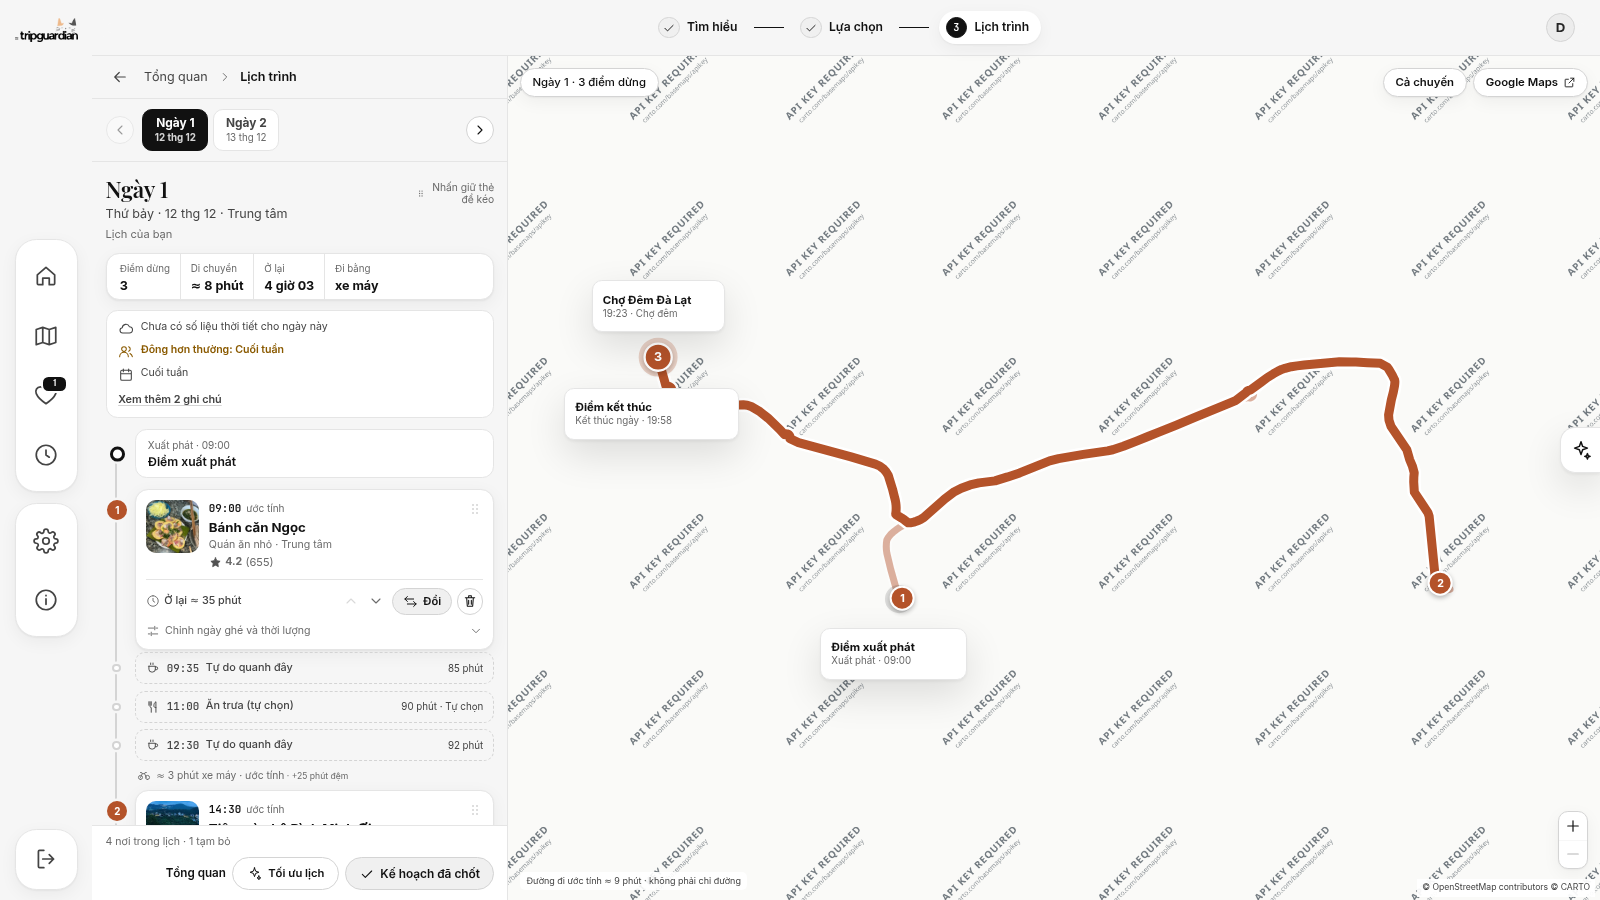 .tripguardian
Tìm hiểu
Lựa chọn
3 Lịch trình
D
Tổng quan > Lịch trình
Ngày 1
12 thg 12
Ngày 2
13 thg 12
Ngày 1
Nhấn giữ thẻ
để kéo
Thứ bảy · 12 thg 12 · Trung tâm
Lịch của bạn
Điểm dừng
3
Di chuyển
≈ 8 phút
Ở lại
4 giờ 03
Đi bằng
xe máy
Chưa có số liệu thời tiết cho ngày này
Đông hơn thường: Cuối tuần
Cuối tuần
Xem thêm 2 ghi chú
1
Xuất phát · 09:00
Điểm xuất phát
1
09:00 ước tính
Bánh căn Ngọc
Quán ăn nhỏ · Trung tâm
★ 4.2 (655)
Ở lại ≈ 35 phút
Đổi
Chỉnh ngày ghé và thời lượng
09:35 Tự do quanh đây 85 phút
11:00 Ăn trưa (tự chọn) 90 phút · Tự chọn
12:30 Tự do quanh đây 92 phút
≈ 3 phút xe máy · ước tính · +25 phút đệm
2
14:30 ước tính
4 nơi trong lịch · 1 tạm bỏ
Tổng quan
Tối ưu lịch
Kế hoạch đã chốt
Ngày 1 · 3 điểm dừng
Cả chuyến
Google Maps
API KEY REQUIRED
carto.com/basemaps/apikey
Chợ Đêm Đà Lạt
19:23 · Chợ đêm
3
Điểm kết thúc
Kết thúc ngày · 19:58
1
2
Điểm xuất phát
Xuất phát · 09:00
+
−
Đường đi ước tính ≈ 9 phút · không phải chỉ đường
© OpenStreetMap contributors © CARTO